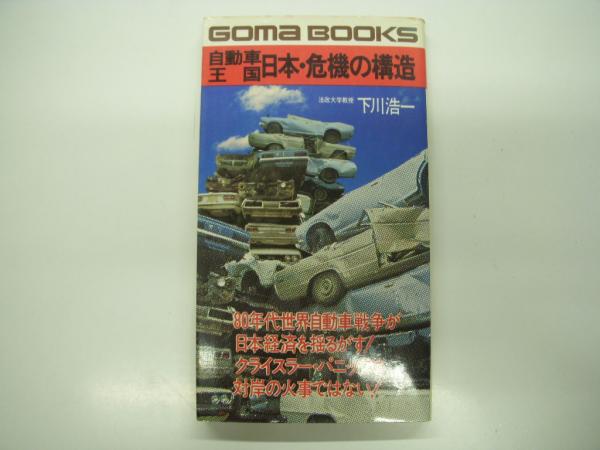 GOMA BOOKS
自動車王国 日本・危機の構造
法政大学教授 下川浩一
80年代世界自動車戦争が
日本経済を揺るがす!
クライスラー・パニック
対岸の火事ではない!